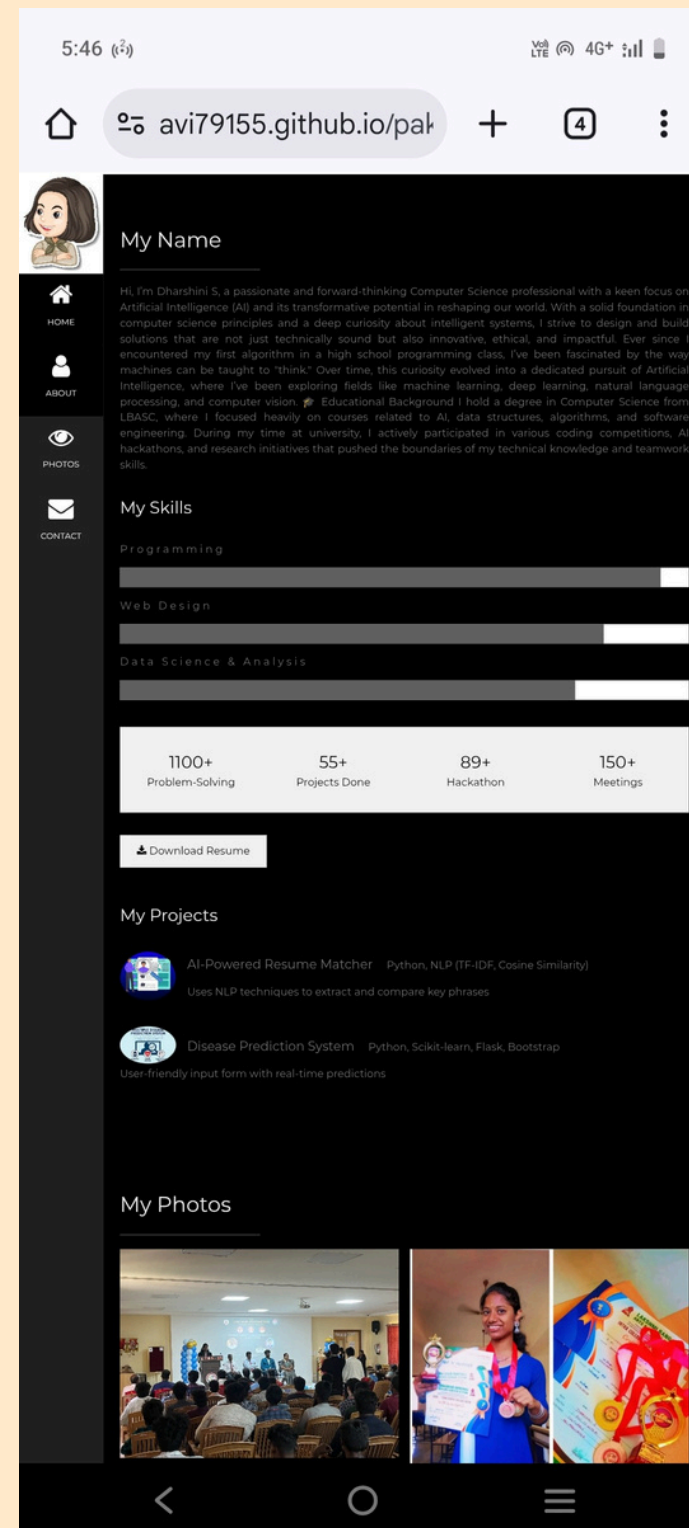 5:46
VoLTE 4G+
avi79155.github.io/pak
4
My Name
HOME
ABOUT
PHOTOS
CONTACT
Hi, I'm Dharshini S, a passionate and forward-thinking Computer Science professional with a keen focus on
Artificial Intelligence (AI) and its transformative potential in reshaping our world. With a solid foundation in
computer science principles and a deep curiosity about intelligent systems, I strive to design and build
solutions that are not just technically sound but also innovative, ethical, and impactful. Ever since I
encountered my first algorithm in a high school programming class, I've been fascinated by the way
machines can be taught to "think." Over time, this curiosity evolved into a dedicated pursuit of Artificial
Intelligence, where I've been exploring fields like machine learning, deep learning, natural language
processing, and computer vision. 🎓 Educational Background I hold a degree in Computer Science from
LBASC, where I focused heavily on courses related to AI, data structures, algorithms, and software
engineering. During my time at university, I actively participated in various coding competitions, AI
hackathons, and research initiatives that pushed the boundaries of my technical knowledge and teamwork
skills.
My Skills
Programming
Web Design
Data Science & Analysis
1100+ 55+ 89+ 150+
Problem-Solving Projects Done Hackathon Meetings
Download Resume
My Projects
AI-Powered Resume Matcher Python, NLP (TF-IDF, Cosine Similarity)
Uses NLP techniques to extract and compare key phrases
Disease Prediction System Python, Scikit-learn, Flask, Bootstrap
User-friendly input form with real-time predictions
My Photos